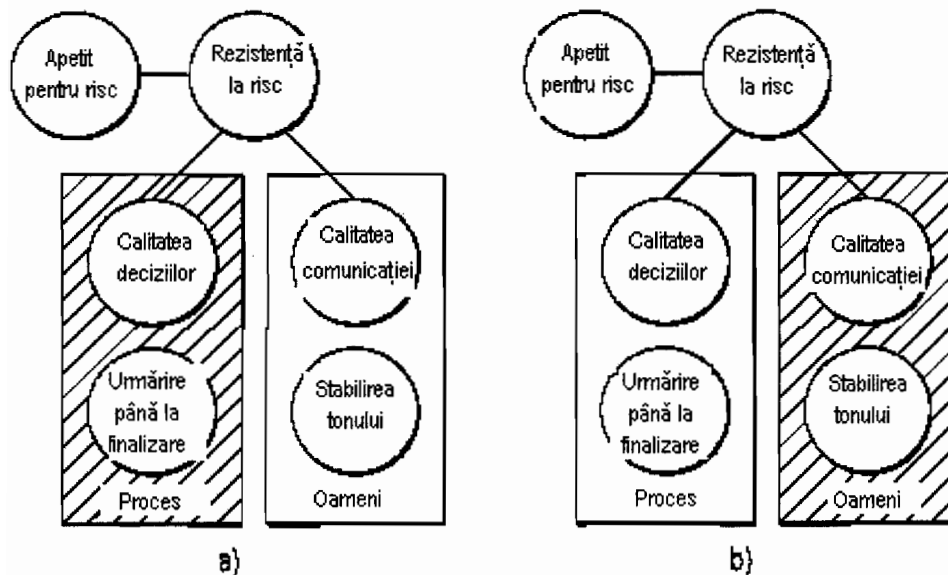 Apetit
pentru risc
Rezistență
la risc
Calitatea
deciziilor
Urmărire
până la
finalizare
Proces
Calitatea
comunicației
Stabilirea
tonului
Oameni
a)
Apetit
pentru risc
Rezistență
la risc
Calitatea
deciziilor
Urmărire
până la
finalizare
Proces
Calitatea
comunicației
Stabilirea
tonului
Oameni
b)